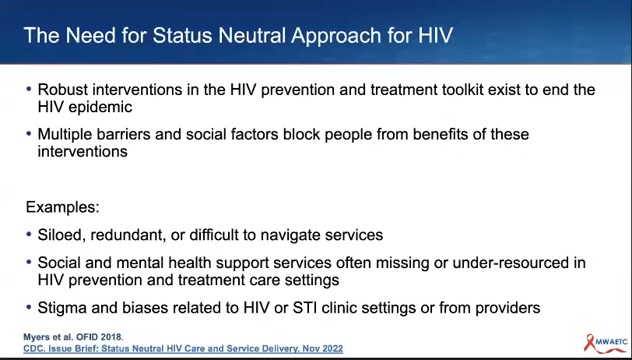 The Need for Status Neutral Approach for HIV
• Robust interventions in the HIV prevention and treatment toolkit exist to end the
HIV epidemic
• Multiple barriers and social factors block people from benefits of these
interventions
Examples:
• Siloed, redundant, or difficult to navigate services
• Social and mental health support services often missing or under-resourced in
HIV prevention and treatment care settings
• Stigma and biases related to HIV or STI clinic settings or from providers
Myers et al. OFID 2018.
CDC. Issue Brief: Status Neutral HIV Care and Service Delivery. Nov 2022
MWAETC